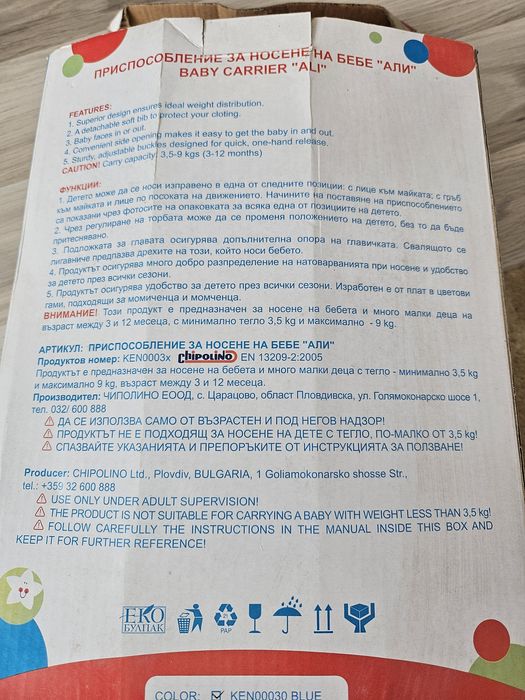 ПРИСПОСОБЛЕНИЕ ЗА НОСЕНЕ НА БЕБЕ "АЛИ"
BABY CARRIER "ALI"
FEATURES:
1. Superior design ensures ideal weight distribution.
2. A detachable soft bib to protect your cloting.
3. Baby faces in or out.
4. Convenient side opening makes it easy to get the baby in and out.
5. Sturdy, adjustable buckles designed for quick, one-hand release.
CAUTION! Carry capacity: 3,5-9 kgs (3-12 months)
ФУНКЦИИ:
1. Детето може да се носи изправено в една от следните позиции: с лице към майката; с гръб
към майката и лице по посоката на движението. Начините на поставяне на приспособлението
са показани чрез фотосите на опаковката за всяка една от позициите на детето.
2. Чрез регулиране на торбата може да се променя положението на детето, без то да бъде
притеснявано.
3. Подложката за главата осигурява допълнителна опора на главичката. Свалящото се
лигавниче предпазва дрехите на този, който носи бебето.
4. Продуктът осигурява много добро разпределение на натоварванията при носене и удобство
за детето през всички сезони.
5. Продуктът осигурява удобство за детето през всички сезони. Изработен е от плат в цветови
гами, подходящи за момиченца и момченца.
ВНИМАНИЕ! Този продукт е предназначен за носене на бебета и много малки деца на
възраст между 3 и 12 месеца, с минимално тегло 3,5 kg и максимално - 9 kg.
АРТИКУЛ: ПРИСПОСОБЛЕНИЕ ЗА НОСЕНЕ НА БЕБЕ "АЛИ"
Продуктов номер: KEN0003x chipolino EN 13209-2:2005
Продуктът е предназначен за носене на бебета и много малки деца с тегло - минимално 3,5 kg
и максимално 9 kg, възраст между 3 и 12 месеца.
Производител: ЧИПОЛИНО ЕООД, с. Царацово, област Пловдивска, ул. Голямоконарско шосе 1,
тел. 032/ 600 888
ДА СЕ ИЗПОЛЗВА САМО ОТ ВЪЗРАСТЕН И ПОД НЕГОВ НАДЗОР!
ПРОДУКТЪТ НЕ Е ПОДХОДЯЩ ЗА НОСЕНЕ НА ДЕТЕ С ТЕГЛО, ПО-МАЛКО ОТ 3,5 kg!
СПАЗВАЙТЕ УКАЗАНИЯТА И ПРЕПОРЪКИТЕ ОТ ИНСТРУКЦИЯТА ЗА ПОЛЗВАНЕ!
Producer: CHIPOLINO Ltd., Plovdiv, BULGARIA, 1 Goliamokonarsko shosse Str.,
tel.: +359 32 600 888
USE ONLY UNDER ADULT SUPERVISION!
THE PRODUCT IS NOT SUITABLE FOR CARRYING A BABY WITH WEIGHT LESS THAN 3,5 kg!
FOLLOW CAREFULLY THE INSTRUCTIONS IN THE MANUAL INSIDE THIS BOX AND
KEEP IT FOR FURTHER REFERENCE!
ЕКО
БУЛПАК
PAP
COLOR: KEN00030 BLUE